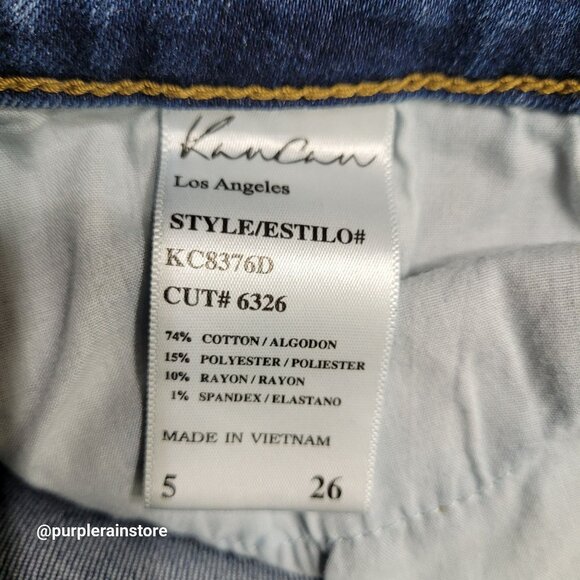 KanCan
Los Angeles
STYLE/ESTILO#
KC8376D
CUT# 6326
74% COTTON / ALGODON
15% POLYESTER / POLIESTER
10% RAYON / RAYON
1% SPANDEX / ELASTANO
MADE IN VIETNAM
5 26
@purplerainstore